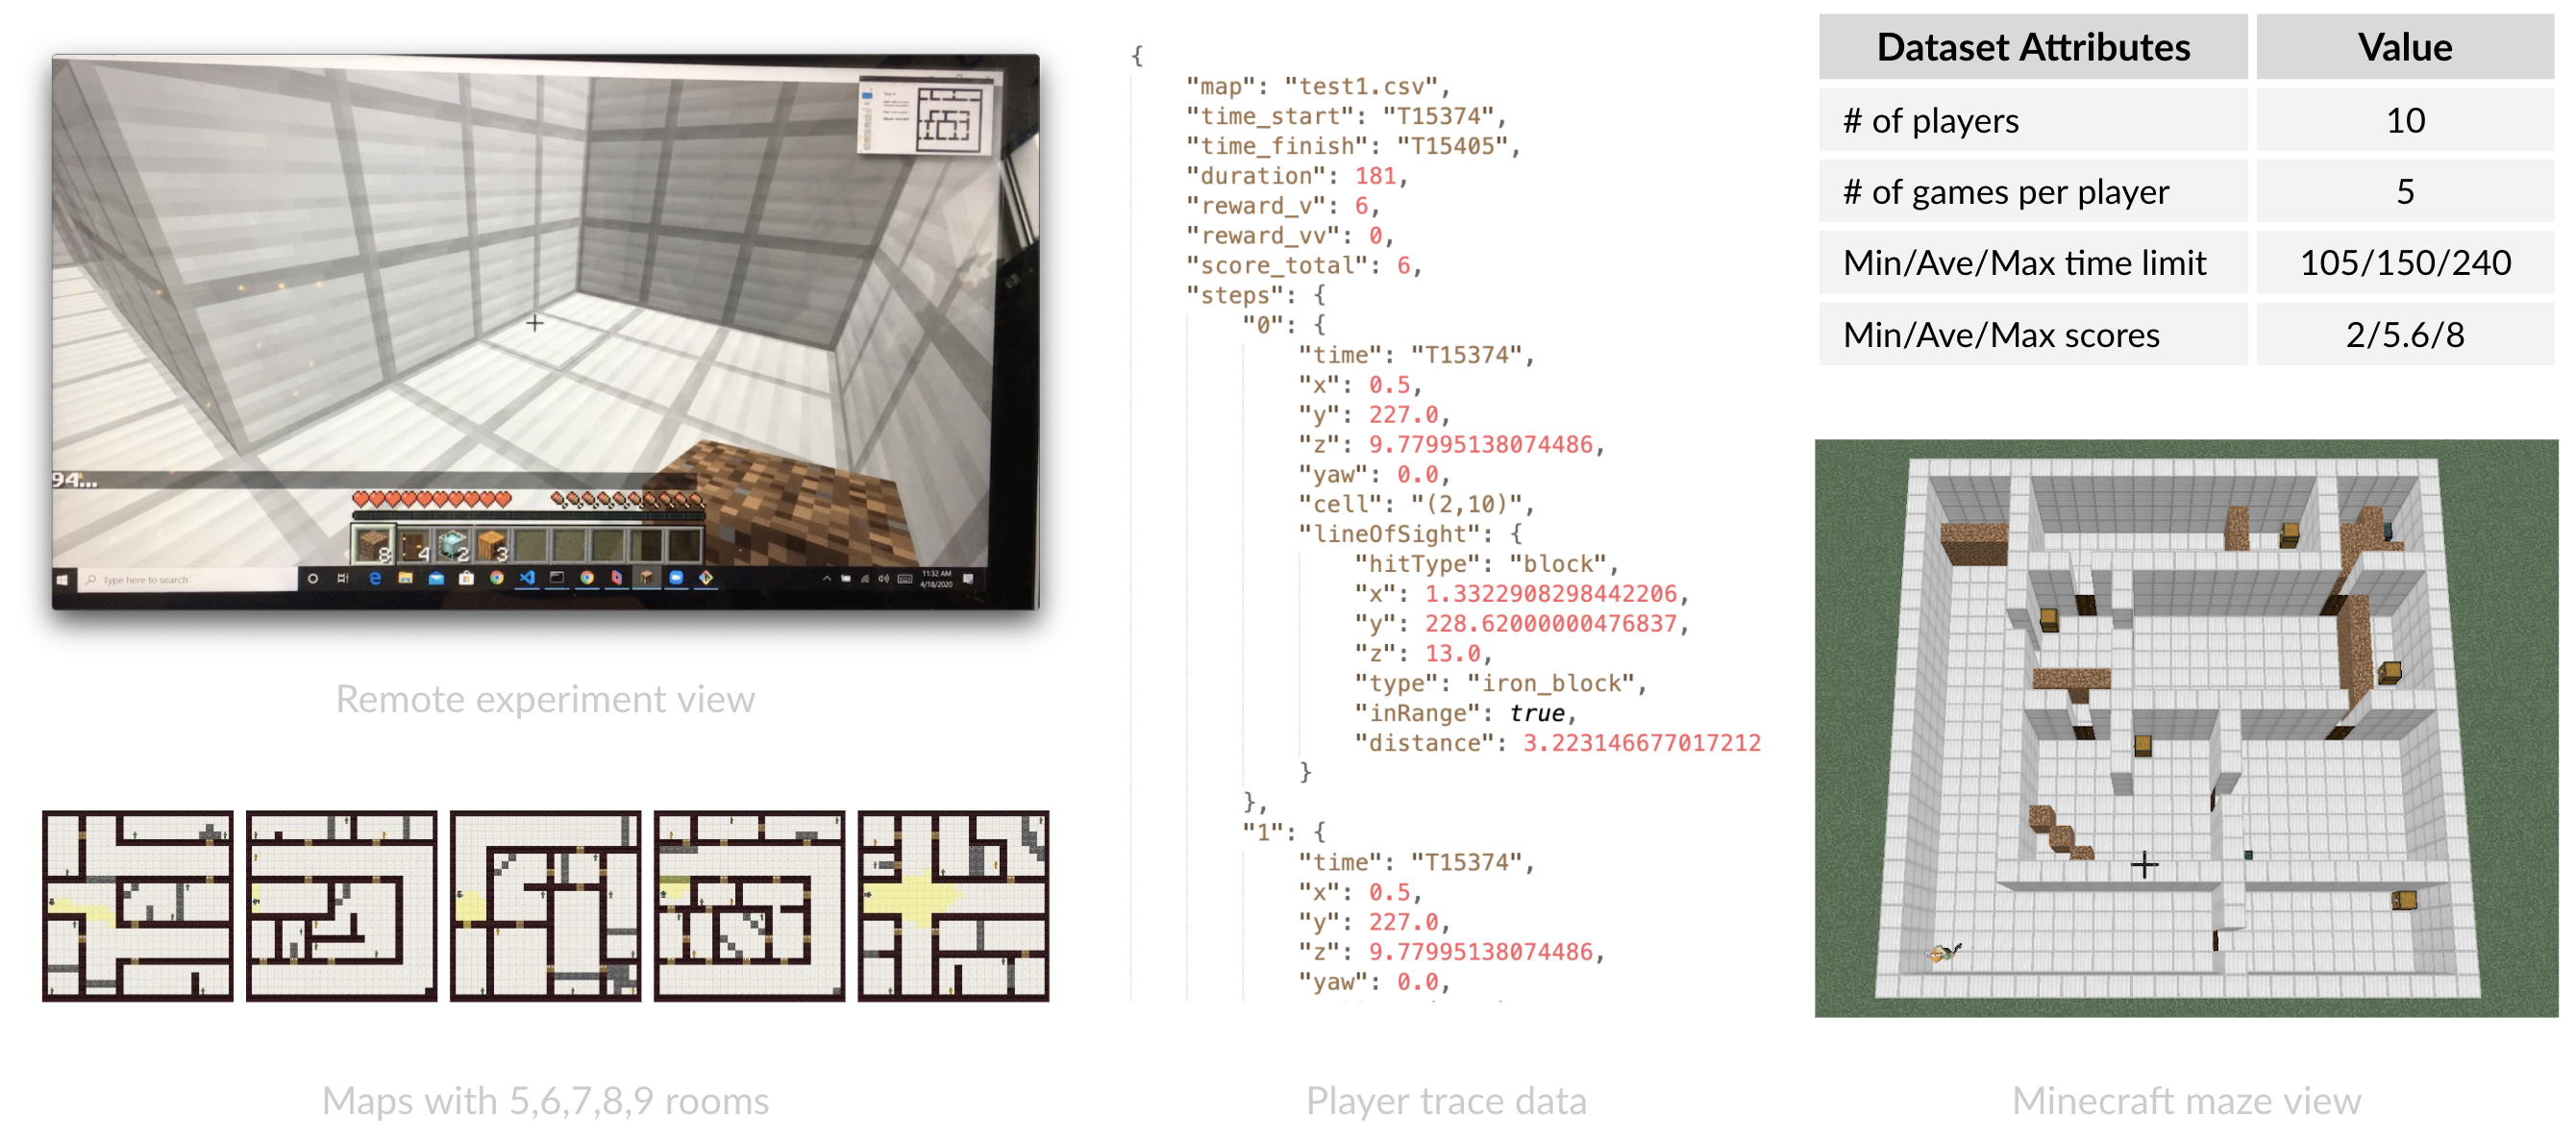 94...
8
4
2
3
Type here to search
11:32 AM
4/18/2020
Remote experiment view
Maps with 5,6,7,8,9 rooms
{
"map": "test1.csv",
"time_start": "T15374",
"time_finish": "T15405",
"duration": 181,
"reward_v": 6,
"reward_vv": 0,
"score_total": 6,
"steps": {
"0": {
"time": "T15374",
"x": 0.5,
"y": 227.0,
"z": 9.77995138074486,
"yaw": 0.0,
"cell": "(2,10)",
"lineOfSight": {
"hitType": "block",
"x": 1.3322908298442206,
"y": 228.62000000476837,
"z": 13.0,
"type": "iron_block",
"inRange": true,
"distance": 3.223146677017212
}
},
"1": {
"time": "T15374",
"x": 0.5,
"y": 227.0,
"z": 9.77995138074486,
"yaw": 0.0,
Player trace data
Dataset Attributes Value
# of players 10
# of games per player 5
Min/Ave/Max time limit 105/150/240
Min/Ave/Max scores 2/5.6/8
Minecraft maze view